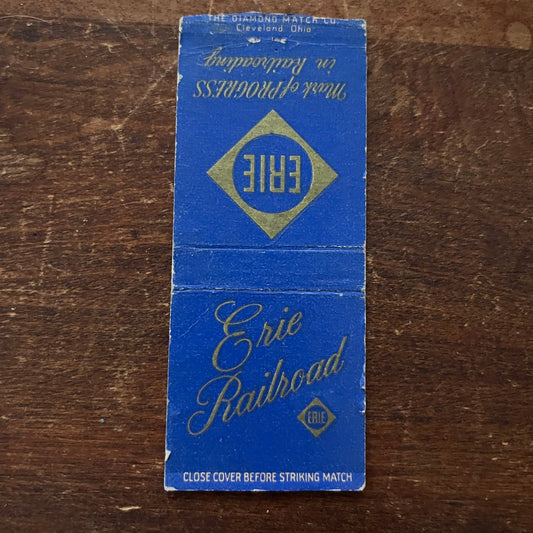 THE DIAMOND MATCH CO.
Cleveland Ohio
Mark of PROGRESS
in Railroading
ERIE
Erie
Railroad
ERIE
CLOSE COVER BEFORE STRIKING MATCH